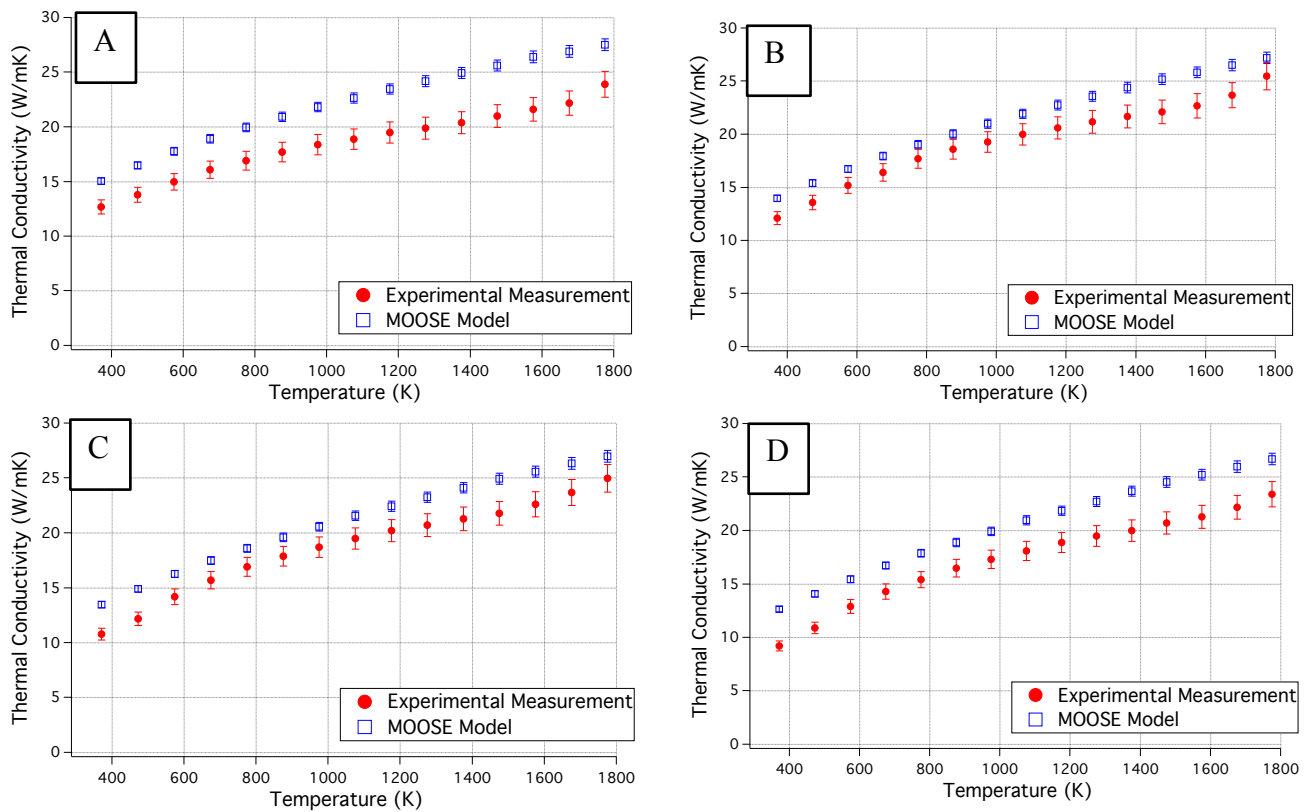 A
30
25
20
15
10
5
0
Thermal Conductivity (W/mK)
Experimental Measurement
MOOSE Model
400 600 800 1000 1200 1400 1600 1800
Temperature (K)
B
30
25
20
15
10
5
0
Thermal Conductivity (W/mK)
Experimental Measurement
MOOSE Model
400 600 800 1000 1200 1400 1600 1800
Temperature (K)
C
30
25
20
15
10
5
0
Thermal Conductivity (W/mK)
Experimental Measurement
MOOSE Model
400 600 800 1000 1200 1400 1600 1800
Temperature (K)
D
30
25
20
15
10
5
0
Thermal Conductivity (W/mK)
Experimental Measurement
MOOSE Model
400 600 800 1000 1200 1400 1600 1800
Temperature (K)